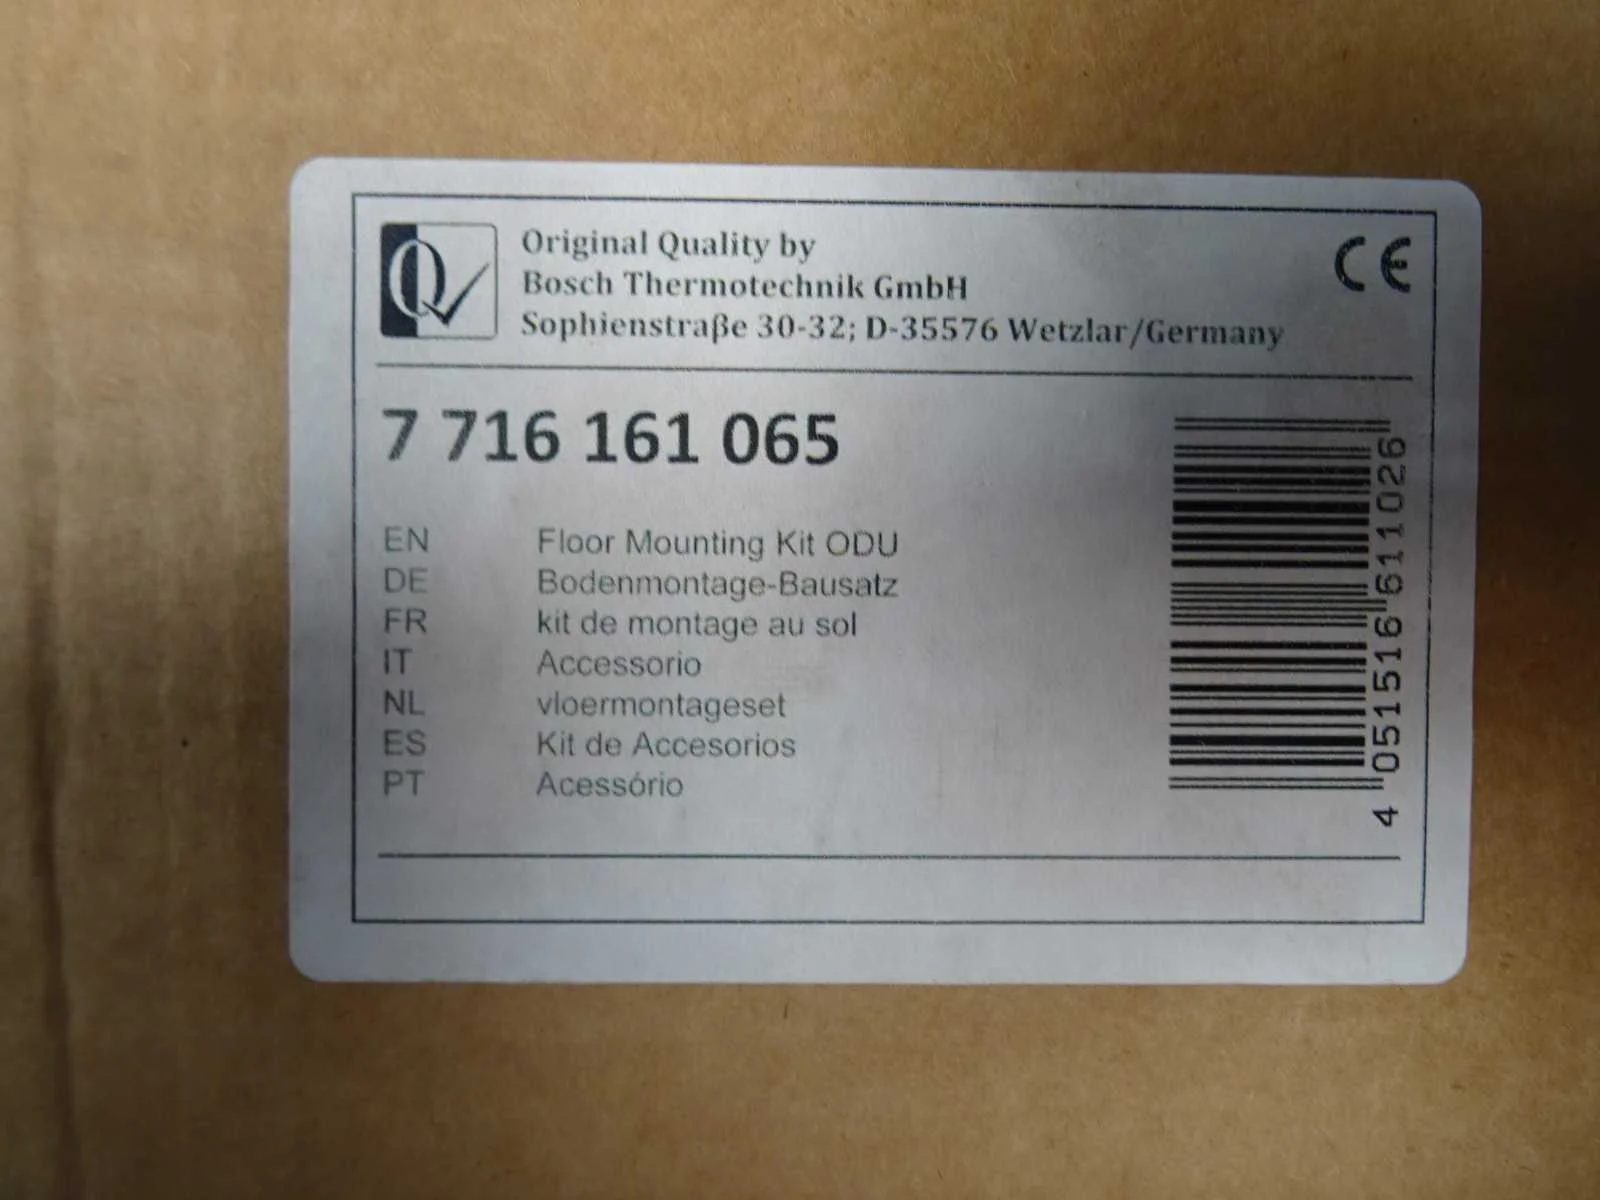 Original Quality by
Bosch Thermotechnik GmbH
Sophienstraße 30-32; D-35576 Wetzlar/Germany
CE
7 716 161 065
EN Floor Mounting Kit ODU
DE Bodenmontage-Bausatz
FR kit de montage au sol
IT Accessorio
NL vloermontageset
ES Kit de Accesorios
PT Acessório
4 051516 611026